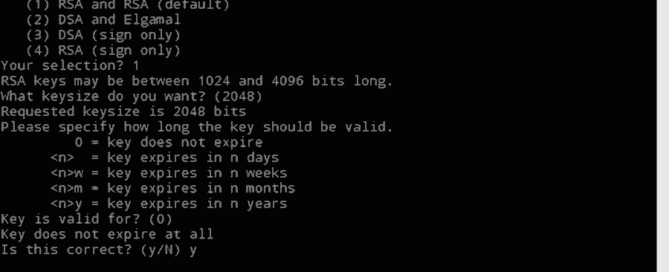 (1) RSA and RSA (default)
(2) DSA and Elgamal
(3) DSA (sign only)
(4) RSA (sign only)
Your selection? 1
RSA keys may be between 1024 and 4096 bits long.
What keysize do you want? (2048)
Requested keysize is 2048 bits
Please specify how long the key should be valid.
0 = key does not expire
<n> = key expires in n days
<n>w = key expires in n weeks
<n>m = key expires in n months
<n>y = key expires in n years
Key is valid for? (0)
Key does not expire at all
Is this correct? (y/N) y